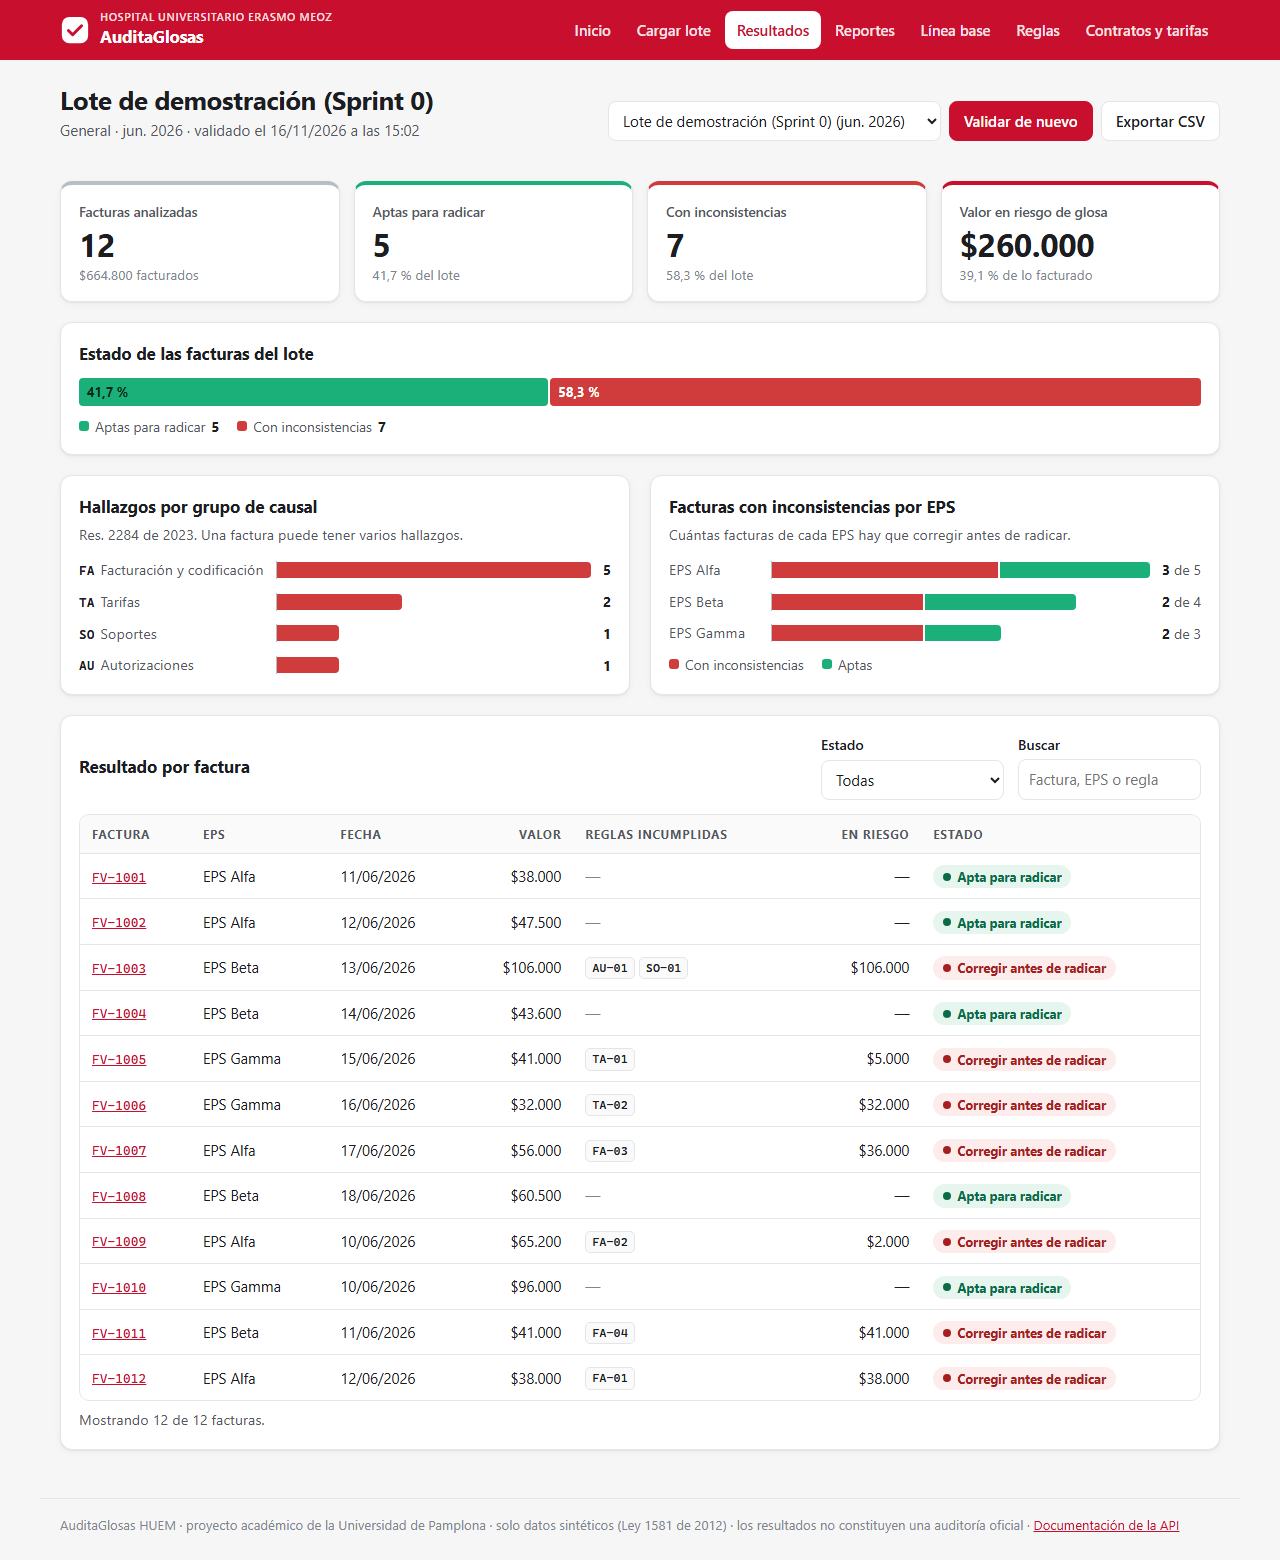 HOSPITAL UNIVERSITARIO ERASMO MEOZ
AuditaGlosas
Inicio Cargar lote Resultados Reportes Línea base Reglas Contratos y tarifas
Lote de demostración (Sprint 0)
General · jun. 2026 · validado el 16/11/2026 a las 15:02
Lote de demostración (Sprint 0) (jun. 2026) Validar de nuevo Exportar CSV
Facturas analizadas
12
$664.800 facturados
Aptas para radicar
5
41,7 % del lote
Con inconsistencias
7
58,3 % del lote
Valor en riesgo de glosa
$260.000
39,1 % de lo facturado
Estado de las facturas del lote
41,7 % 58,3 %
Aptas para radicar 5 Con inconsistencias 7
Hallazgos por grupo de causal
Res. 2284 de 2023. Una factura puede tener varios hallazgos.
FA Facturación y codificación 5
TA Tarifas 2
SO Soportes 1
AU Autorizaciones 1
Facturas con inconsistencias por EPS
Cuántas facturas de cada EPS hay que corregir antes de radicar.
EPS Alfa 3 de 5
EPS Beta 2 de 4
EPS Gamma 2 de 3
Con inconsistencias Aptas
Resultado por factura
Estado Buscar
Todas Factura, EPS o regla
FACTURA EPS FECHA VALOR REGLAS INCUMPLIDAS EN RIESGO ESTADO
FV-1001 EPS Alfa 11/06/2026 $38.000 — — Apta para radicar
FV-1002 EPS Alfa 12/06/2026 $47.500 — — Apta para radicar
FV-1003 EPS Beta 13/06/2026 $106.000 AU-01 SO-01 $106.000 Corregir antes de radicar
FV-1004 EPS Beta 14/06/2026 $43.600 — — Apta para radicar
FV-1005 EPS Gamma 15/06/2026 $41.000 TA-01 $5.000 Corregir antes de radicar
FV-1006 EPS Gamma 16/06/2026 $32.000 TA-02 $32.000 Corregir antes de radicar
FV-1007 EPS Alfa 17/06/2026 $56.000 FA-03 $36.000 Corregir antes de radicar
FV-1008 EPS Beta 18/06/2026 $60.500 — — Apta para radicar
FV-1009 EPS Alfa 10/06/2026 $65.200 FA-02 $2.000 Corregir antes de radicar
FV-1010 EPS Gamma 10/06/2026 $96.000 — — Apta para radicar
FV-1011 EPS Beta 11/06/2026 $41.000 FA-04 $41.000 Corregir antes de radicar
FV-1012 EPS Alfa 12/06/2026 $38.000 FA-01 $38.000 Corregir antes de radicar
Mostrando 12 de 12 facturas.
AuditaGlosas HUEM · proyecto académico de la Universidad de Pamplona · solo datos sintéticos (Ley 1581 de 2012) · los resultados no constituyen una auditoría oficial · Documentación de la API